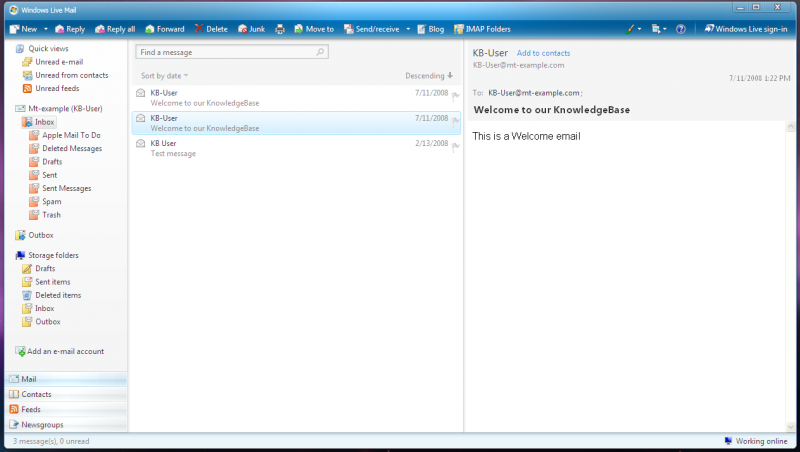 Windows Live Mail
New Reply Reply all Forward Delete Junk Move to Send/receive Blog IMAP Folders Windows Live sign-in
Quick views
Unread e-mail
Unread from contacts
Unread feeds
Mt-example (KB-User)
Inbox
Apple Mail To Do
Deleted Messages
Drafts
Sent
Sent Messages
Spam
Trash
Outbox
Storage folders
Drafts
Sent items
Deleted items
Inbox
Outbox
Add an e-mail account
Mail
Contacts
Feeds
Newsgroups
Find a message
Sort by date Descending
KB-User 7/11/2008
Welcome to our KnowledgeBase
KB-User 7/11/2008
Welcome to our KnowledgeBase
KB User 2/13/2008
Test message
KB-User Add to contacts
KB-User@mt-example.com
7/11/2008 1:22 PM
To: KB-User@mt-example.com;
Welcome to our KnowledgeBase
This is a Welcome email
3 message(s), 0 unread
Working online